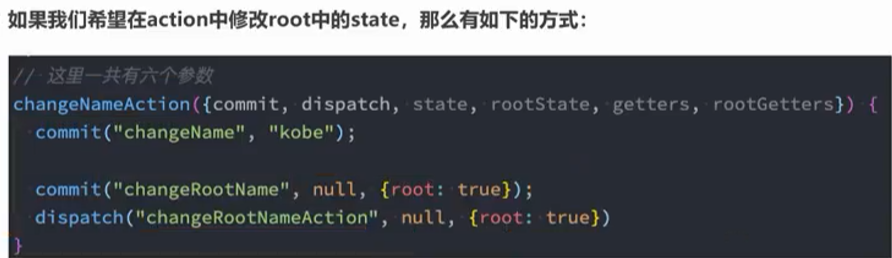 如果我们希望在action中修改root中的state，那么有如下的方式：
// 这里一共有六个参数
changeNameAction({commit, dispatch, state, rootState, getters, rootGetters}) {
  commit("changeName", "kobe");
  commit("changeRootName", null, {root: true});
  dispatch("changeRootNameAction", null, {root: true})
}